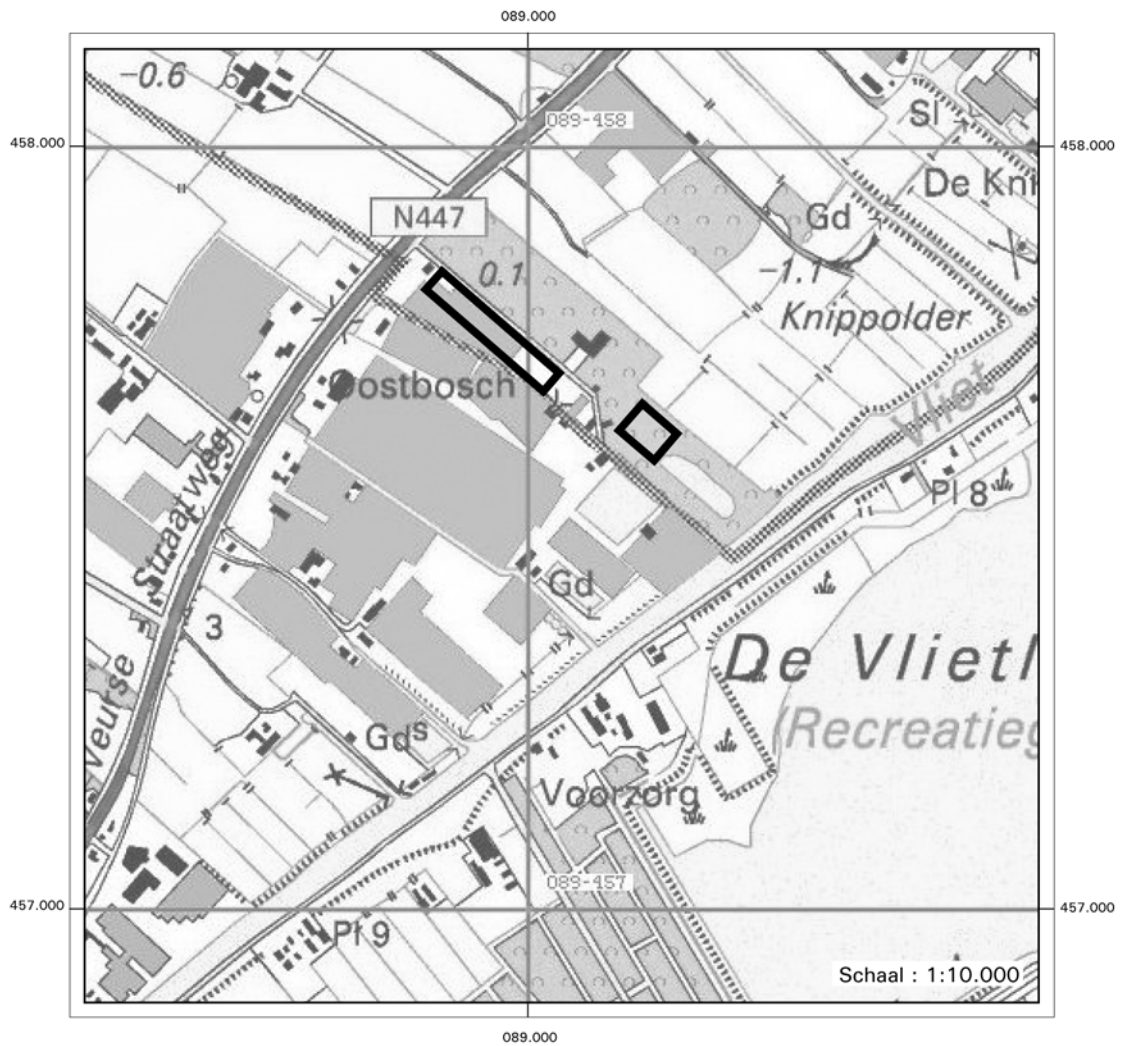 089.000
-0.6
089-458
Sl
458.000
458.000
De Kni
N447
Gd
0.1
-1.1
Knippolder
Oostbosch
Vliet
Straatweg
Pl 8
Gd
3
De Vlietl
Veurse
(Recreatieg
Gds
Voorzorg
089-457
457.000
457.000
Pl 9
Schaal : 1:10.000
089.000